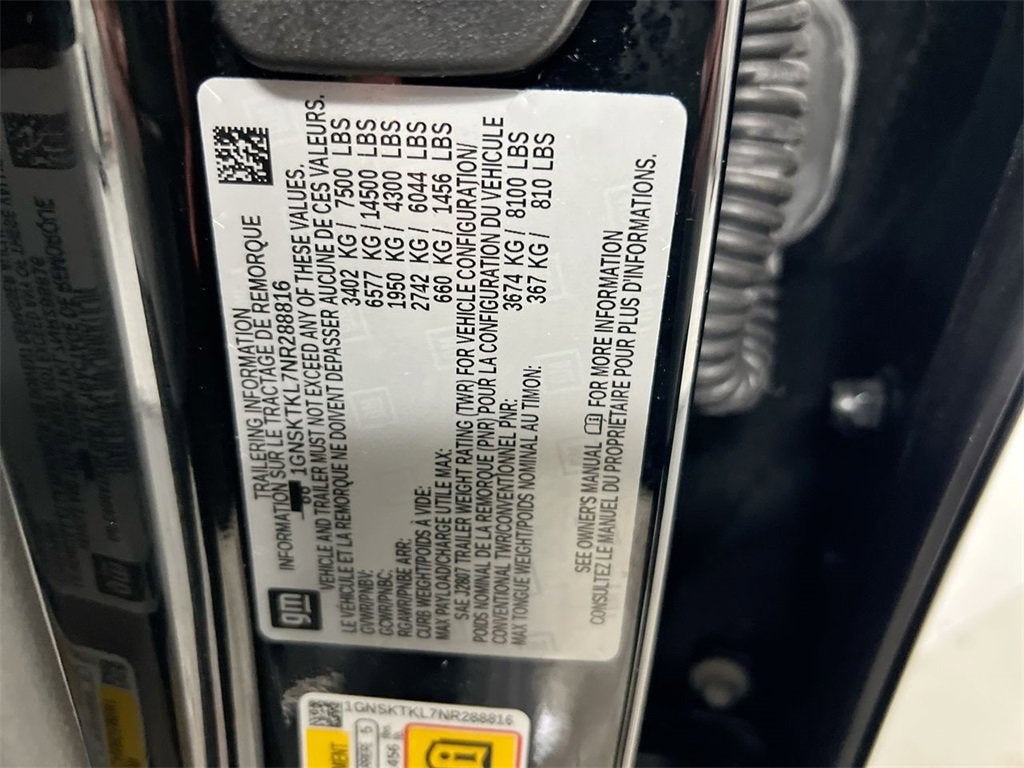 gm
TRAILERING INFORMATION
INFORMATION SUR LE TRACTAGE DE REMORQUE
1GNSKTKL7NR288816
VEHICLE AND TRAILER MUST NOT EXCEED ANY OF THESE VALUES.
LE VÉHICULE ET LA REMORQUE NE DOIVENT DÉPASSER AUCUNE DE CES VALEURS.
GVWR/PNBV: 3402 KG / 7500 LBS
GCWR/PNBC: 6577 KG / 14500 LBS
RGAWR/PNBE ARR: 1950 KG / 4300 LBS
CURB WEIGHT/POIDS À VIDE: 2742 KG / 6044 LBS
MAX PAYLOAD/CHARGE UTILE MAX: 660 KG / 1456 LBS
SAE J2807 TRAILER WEIGHT RATING (TWR) FOR VEHICLE CONFIGURATION/
POIDS NOMINAL DE LA REMORQUE (PNR) POUR LA CONFIGURATION DU VÉHICULE
CONVENTIONAL TWR/CONVENTIONNEL PNR: 3674 KG / 8100 LBS
MAX TONGUE WEIGHT/POIDS NOMINAL AU TIMON: 367 KG / 810 LBS
SEE OWNER'S MANUAL FOR MORE INFORMATION
CONSULTEZ LE MANUEL DU PROPRIÉTAIRE POUR PLUS D'INFORMATIONS.
1GNSKTKL7NR288816